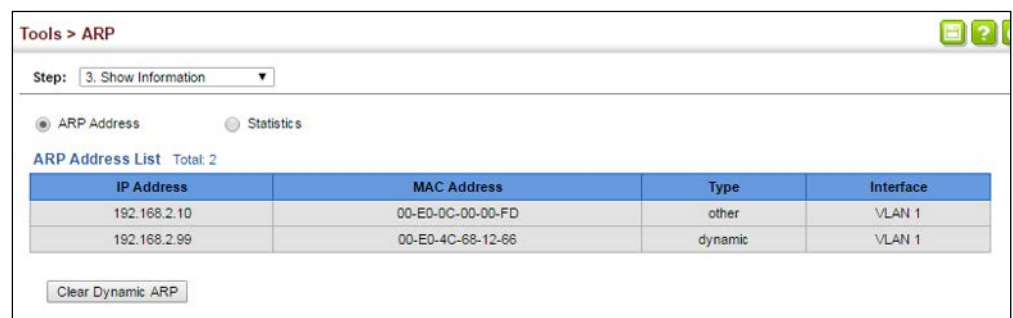 Tools > ARP
?
Step: 3. Show Information
ARP Address Statistics
ARP Address List Total: 2
IP Address MAC Address Type Interface
192.168.2.10 00-E0-0C-00-00-FD other VLAN 1
192.168.2.99 00-E0-4C-68-12-66 dynamic VLAN 1
Clear Dynamic ARP